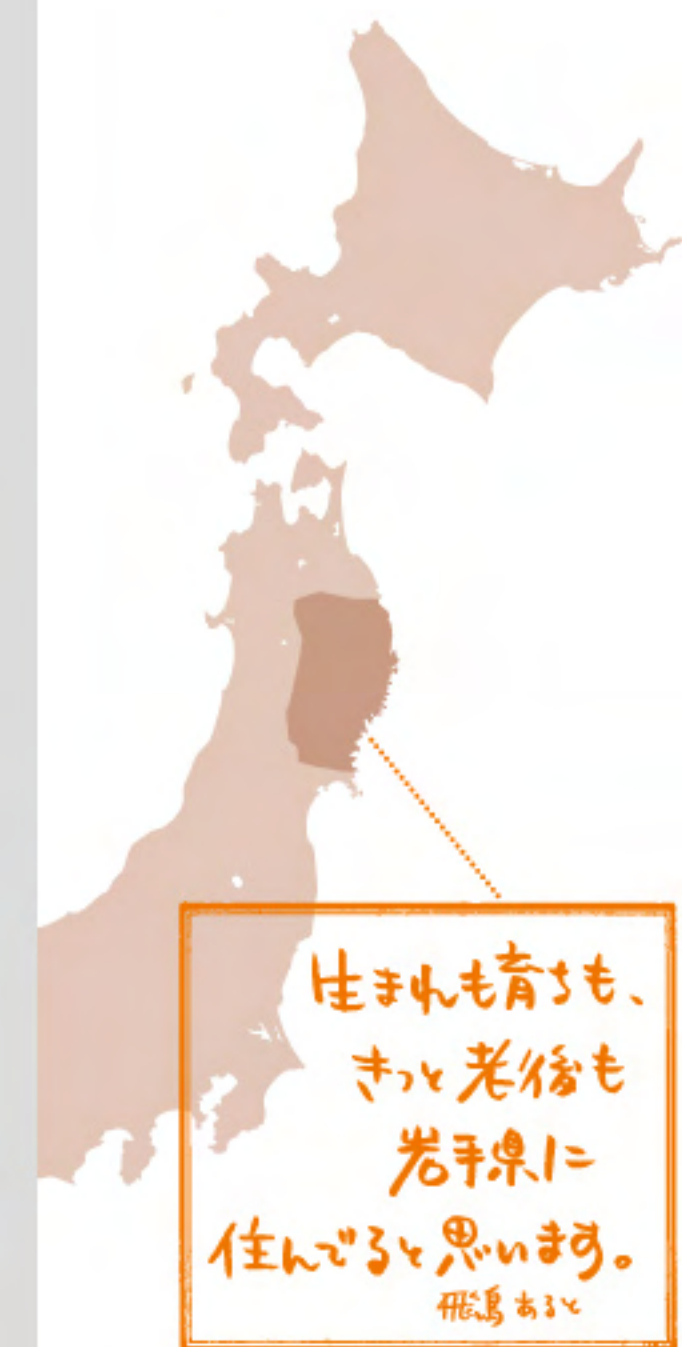 生まれも育ちも、
きっと老後も
岩手県に
住んでると思います。
飛鳥あると